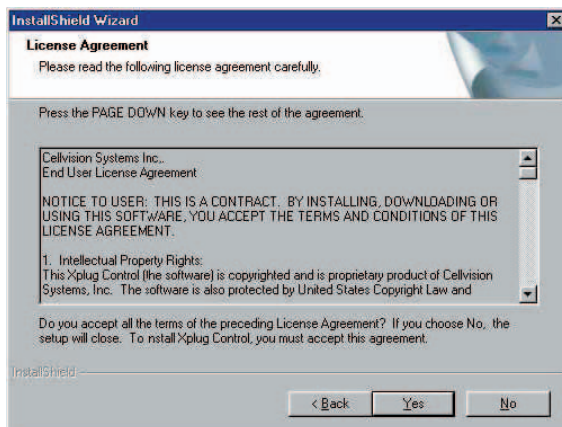 InstallShield Wizard
License Agreement
Please read the following license agreement carefully.
Press the PAGE DOWN key to see the rest of the agreement.
Cellvision Systems Inc,.
End User License Agreement
NOTICE TO USER: THIS IS A CONTRACT. BY INSTALLING, DOWNLOADING OR
USING THIS SOFTWARE, YOU ACCEPT THE TERMS AND CONDITIONS OF THIS
LICENSE AGREEMENT.
1. Intellectual Property Rights:
This Xplug Control (the software) is copyrighted and is proprietary product of Cellvision
Systems, Inc. The software is also protected by United States Copyright Law and
Do you accept all the terms of the preceding License Agreement? If you choose No, the
setup will close. To nstall Xplug Control, you must accept this agreement.
InstallShield
< Back
Yes
No